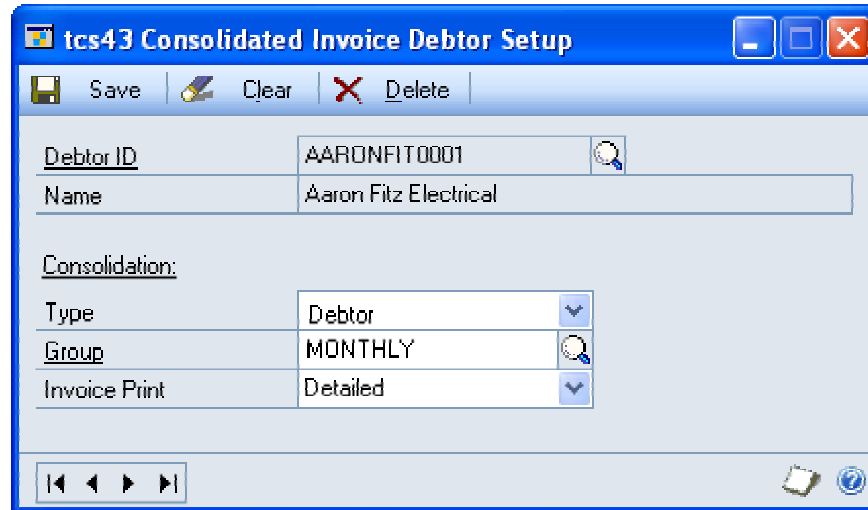 tcs43 Consolidated Invoice Debtor Setup
Save Clear Delete
Debtor ID AARONFIT0001
Name Aaron Fitz Electrical
Consolidation:
Type Debtor
Group MONTHLY
Invoice Print Detailed